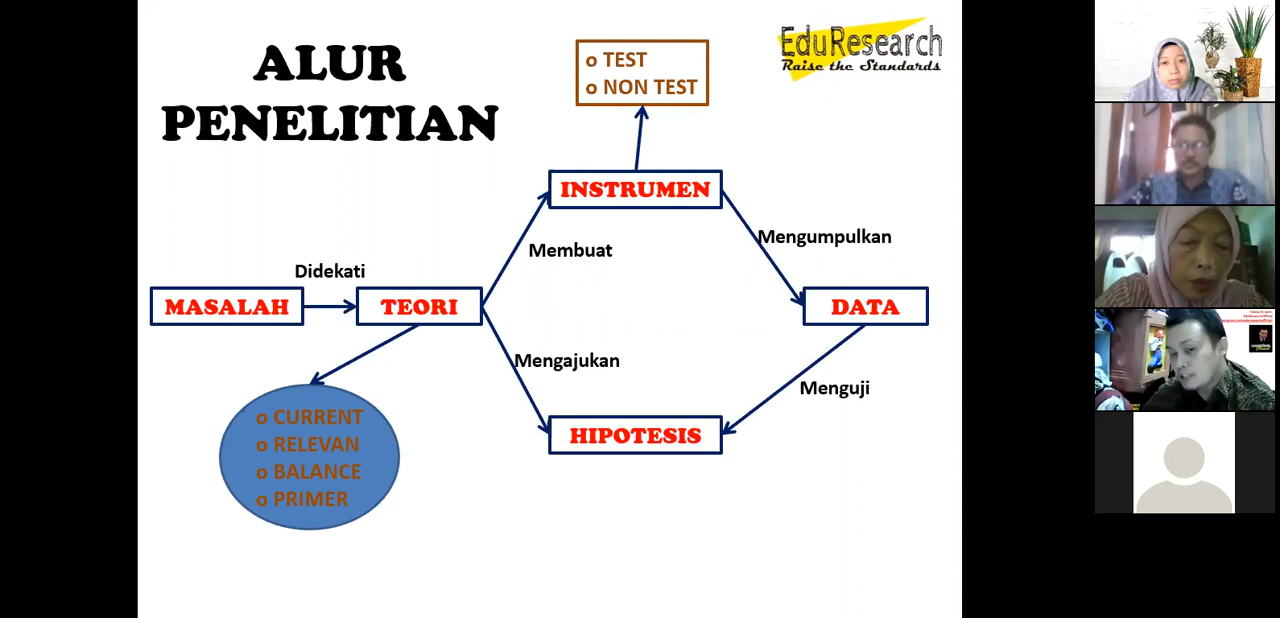 ALUR
PENELITIAN
EduResearch
Raise the Standards
o TEST
o NON TEST
INSTRUMEN
Mengumpulkan
Membuat
Didekati
MASALAH
TEORI
DATA
Mengajukan
Menguji
HIPOTESIS
o CURRENT
o RELEVAN
o BALANCE
o PRIMER